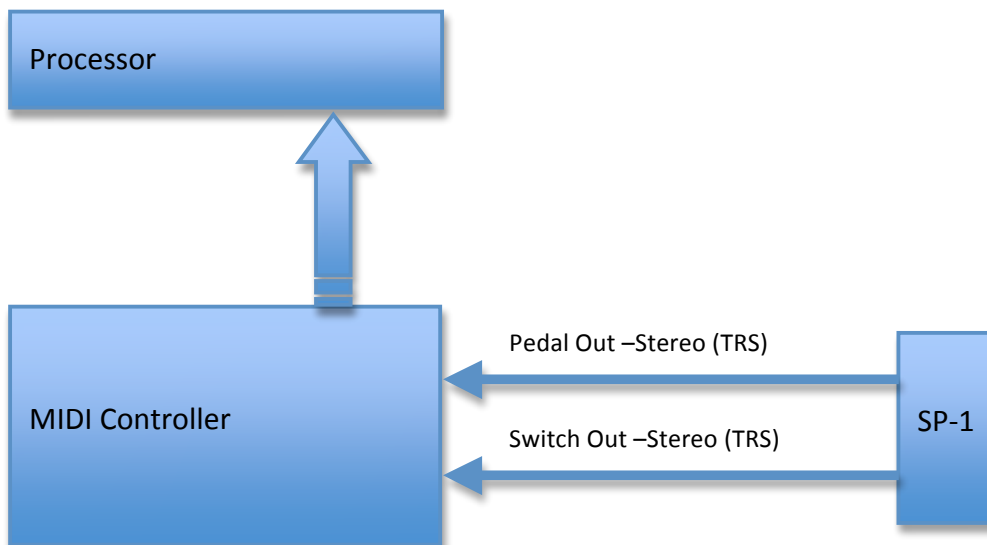 Processor
Pedal Out –Stereo (TRS)
MIDI Controller
SP-1
Switch Out –Stereo (TRS)